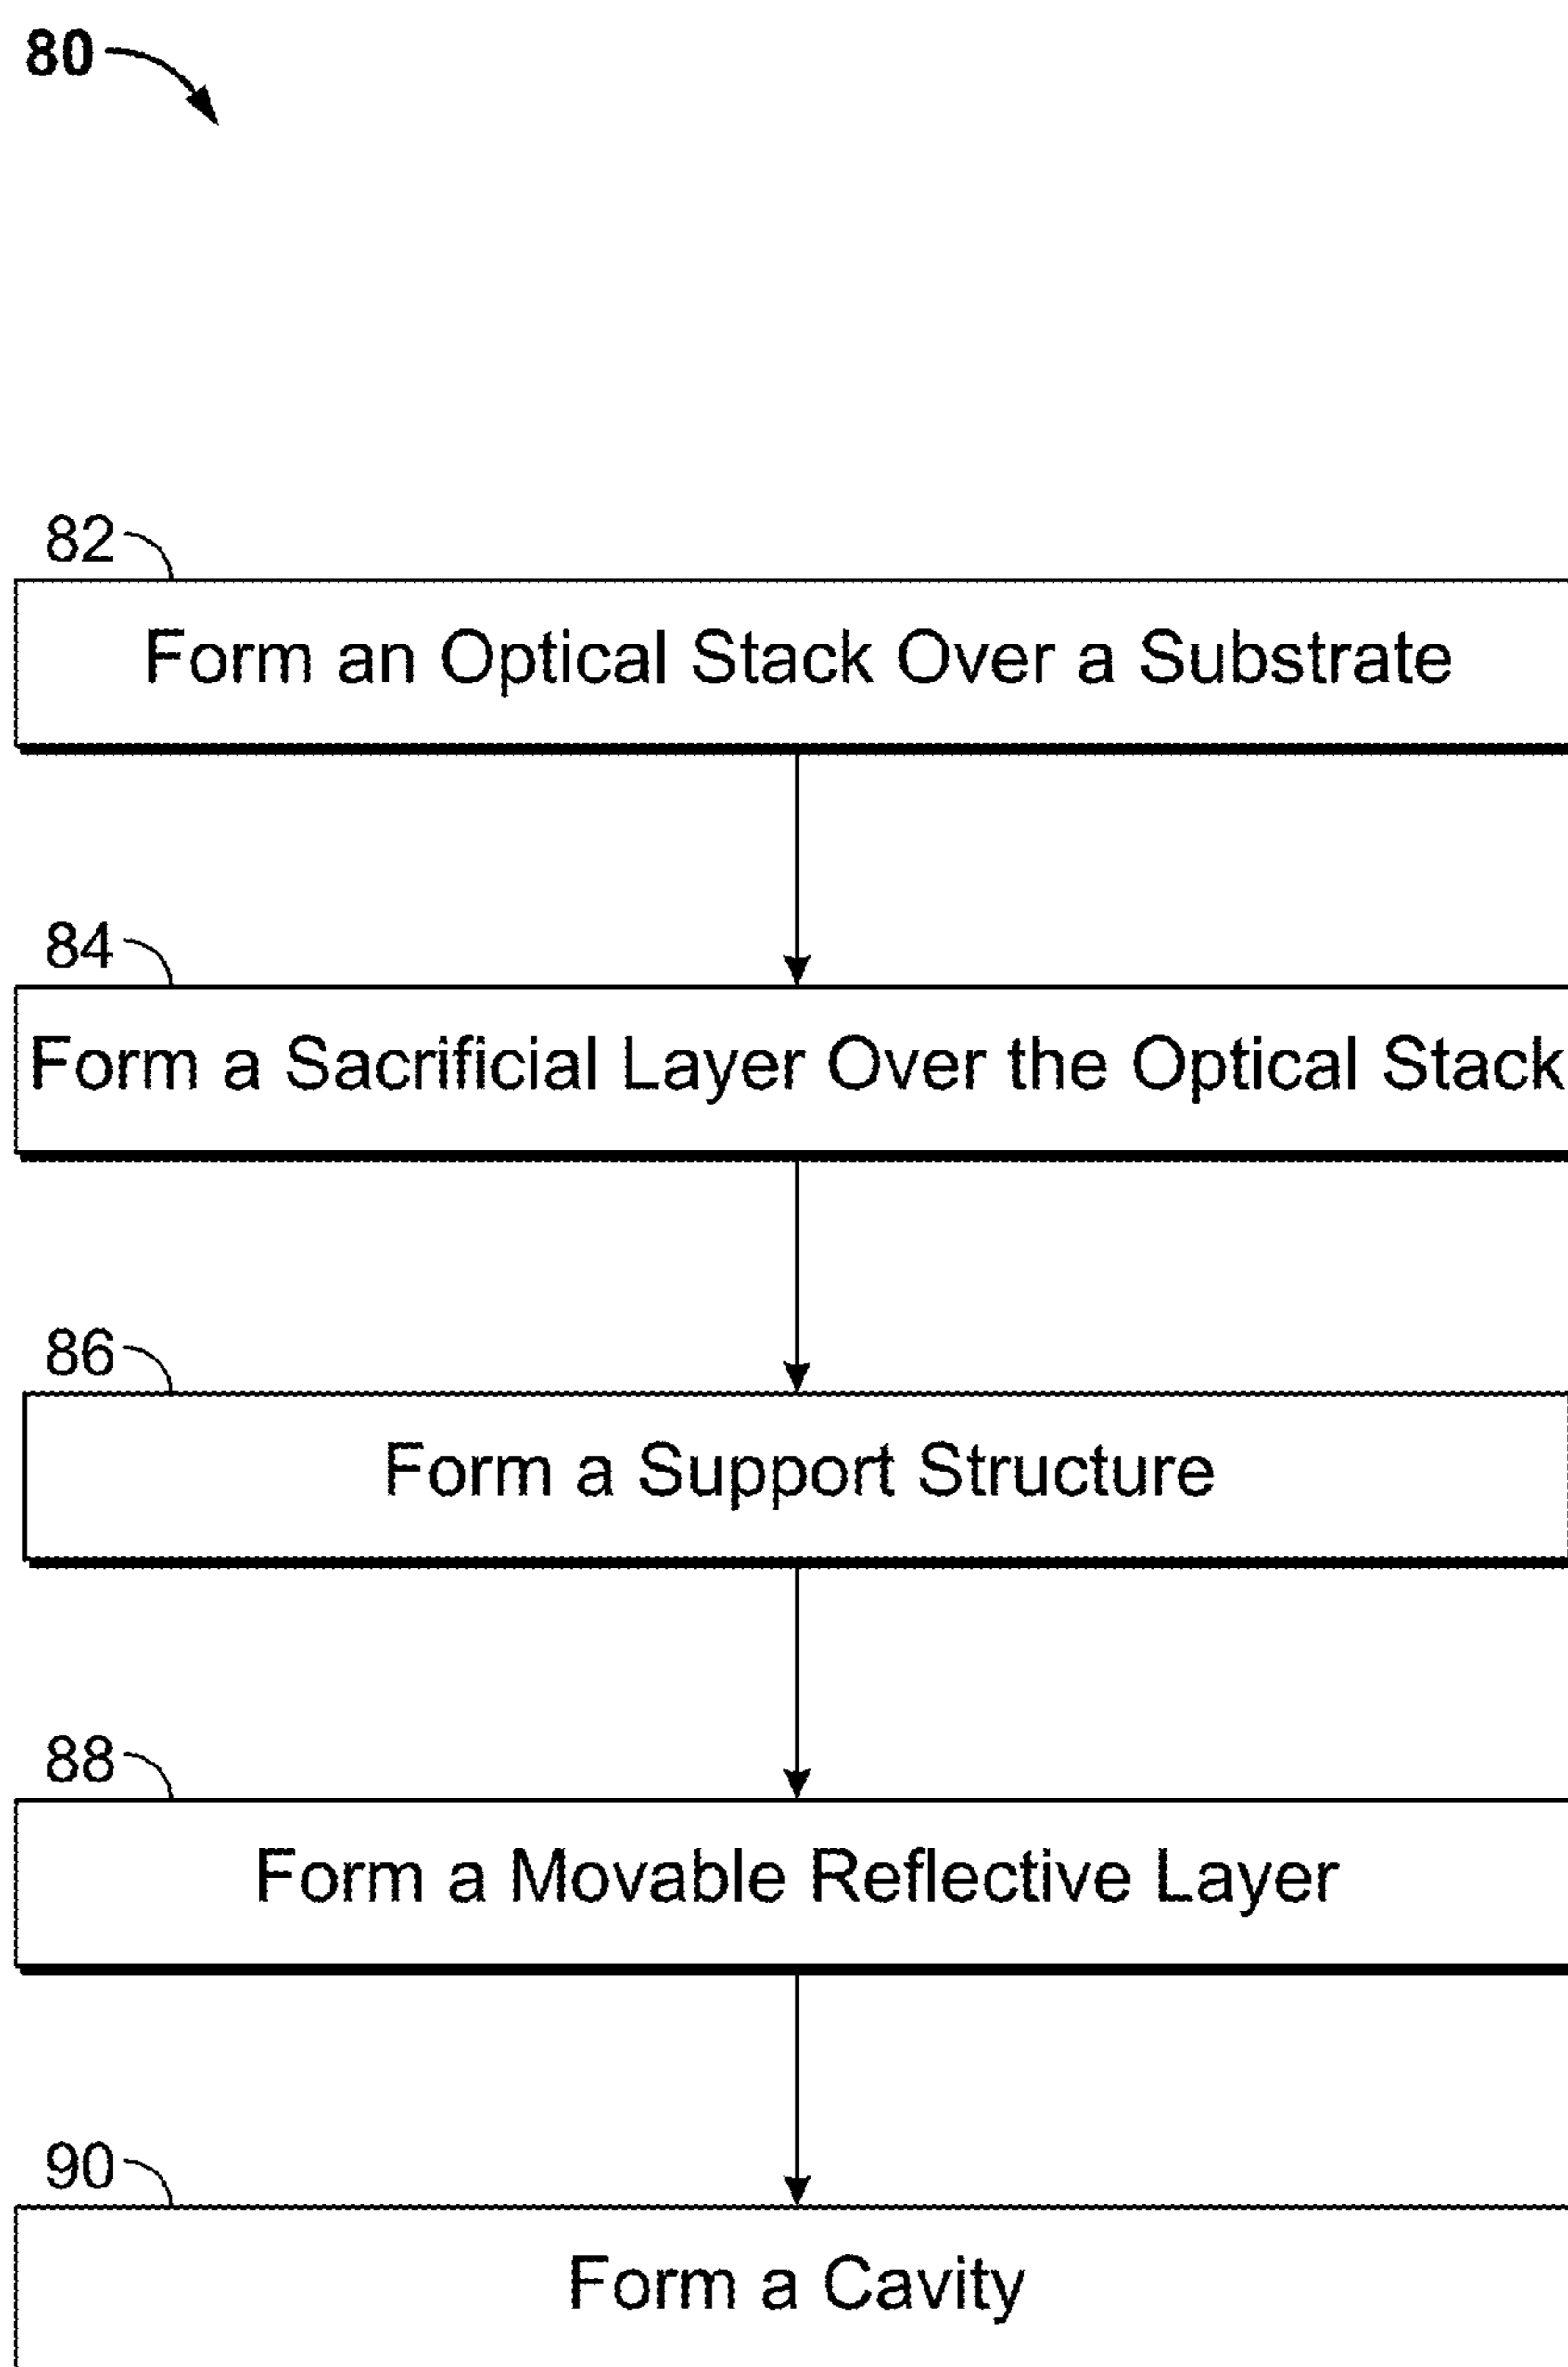 80
82
Form an Optical Stack Over a Substrate
84
Form a Sacrificial Layer Over the Optical Stack
86
Form a Support Structure
88
Form a Movable Reflective Layer
90
Form a Cavity